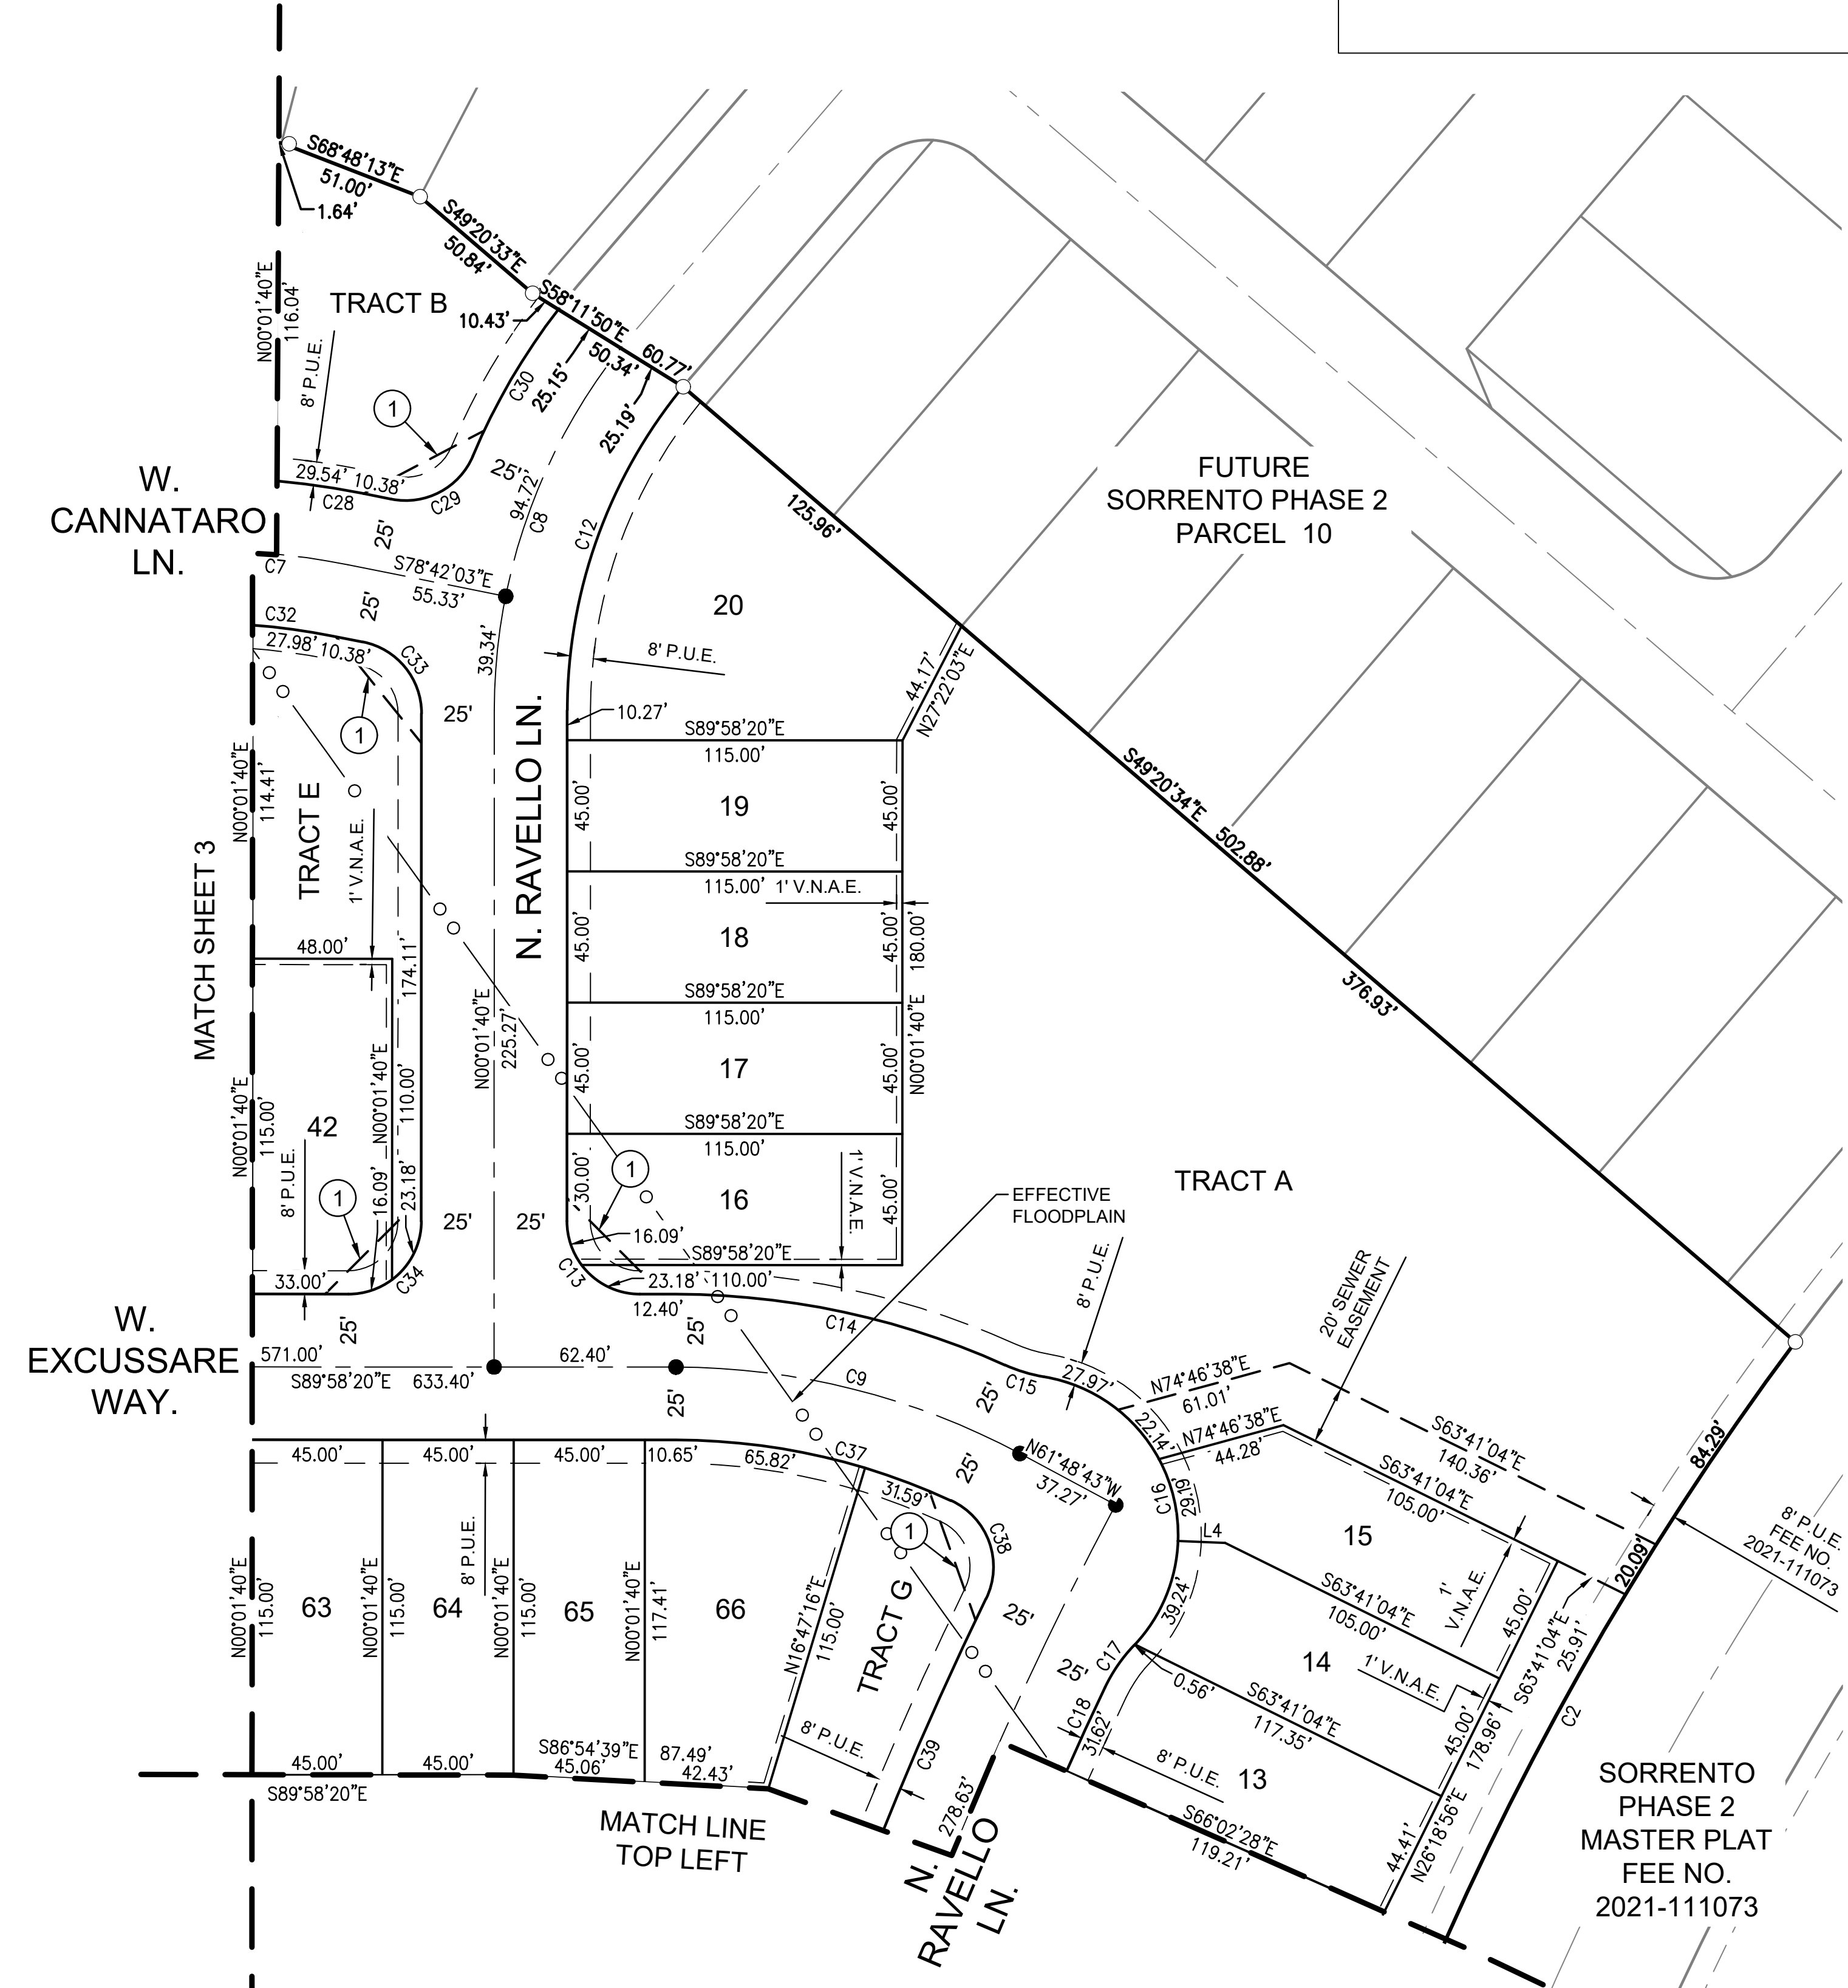 S68°48'13"E
51.00'
1.64'
S49°20'33"E
50.84'
N00°01'40"E
116.04'
TRACT B
10.43'
S58°11'50"E
60.77'
50.34'
8' P.U.E.
C30
25.15'
25.19'
1
29.54' 10.38'
C28
C29
25'
25'
94.72'
C8
C12
W.
CANNATARO
LN.
C7
S78°42'03"E
55.33'
25'
C32
27.98' 10.38'
C33
39.34'
20
8' P.U.E.
125.96'
FUTURE
SORRENTO PHASE 2
PARCEL 10
44.17'
N27°22'03"E
25'
10.27'
1
S89°58'20"E
115.00'
N. RAVELLO LN.
N00°01'40"E
114.41'
TRACT E
1' V.N.A.E.
45.00'
19
45.00'
S49°20'34"E
502.88'
376.93'
S89°58'20"E
115.00'
1' V.N.A.E.
MATCH SHEET 3
48.00'
174.11'
45.00'
18
45.00'
180.00'
S89°58'20"E
115.00'
N00°01'40"E
225.27'
45.00'
17
45.00'
N00°01'40"E
N00°01'40"E
115.00'
42
N00°01'40"E
110.00'
S89°58'20"E
115.00'
8' P.U.E.
1
16.09'
23.18'
30.00'
1
16
1' V.N.A.E.
45.00'
TRACT A
EFFECTIVE
FLOODPLAIN
25'
25'
16.09'
S89°58'20"E
33.00'
C34
C13
23.18'
110.00'
12.40'
8' P.U.E.
20' SEWER
EASEMENT
W.
EXCUSSARE
WAY.
25'
25'
C14
571.00'
S89°58'20"E
633.40'
62.40'
C9
25'
25'
C15
27.97'
N74°46'38"E
61.01'
22.14'
N74°46'38"E
44.28'
S63°41'04"E
140.36'
S63°41'04"E
105.00'
84.29'
45.00'
45.00'
45.00'
10.65'
65.82'
C37
25'
N61°48'43"W
37.27'
C16
29.19'
31.59'
1
C38
L4
15
8' P.U.E.
FEE NO.
2021-111073
20.09'
N00°01'40"E
115.00'
63
N00°01'40"E
115.00'
64
8' P.U.E.
N00°01'40"E
115.00'
65
N00°01'40"E
117.41'
66
N16°47'16"E
115.00'
TRACT G
25'
39.24'
S63°41'04"E
105.00'
1'
V.N.A.E.
45.00'
S63°41'04"E
25.91'
25'
C17
0.56'
14
1' V.N.A.E.
S63°41'04"E
117.35'
45.00'
178.96'
C2
C18
31.62'
8' P.U.E.
13
8' P.U.E.
C39
278.63'
45.00'
S89°58'20"E
45.00'
S86°54'39"E
87.49'
45.06'
42.43'
S66°02'28"E
119.21'
44.41'
N26°18'56"E
MATCH LINE
TOP LEFT
N.
RAVELLO
LN.
SORRENTO
PHASE 2
MASTER PLAT
FEE NO.
2021-111073